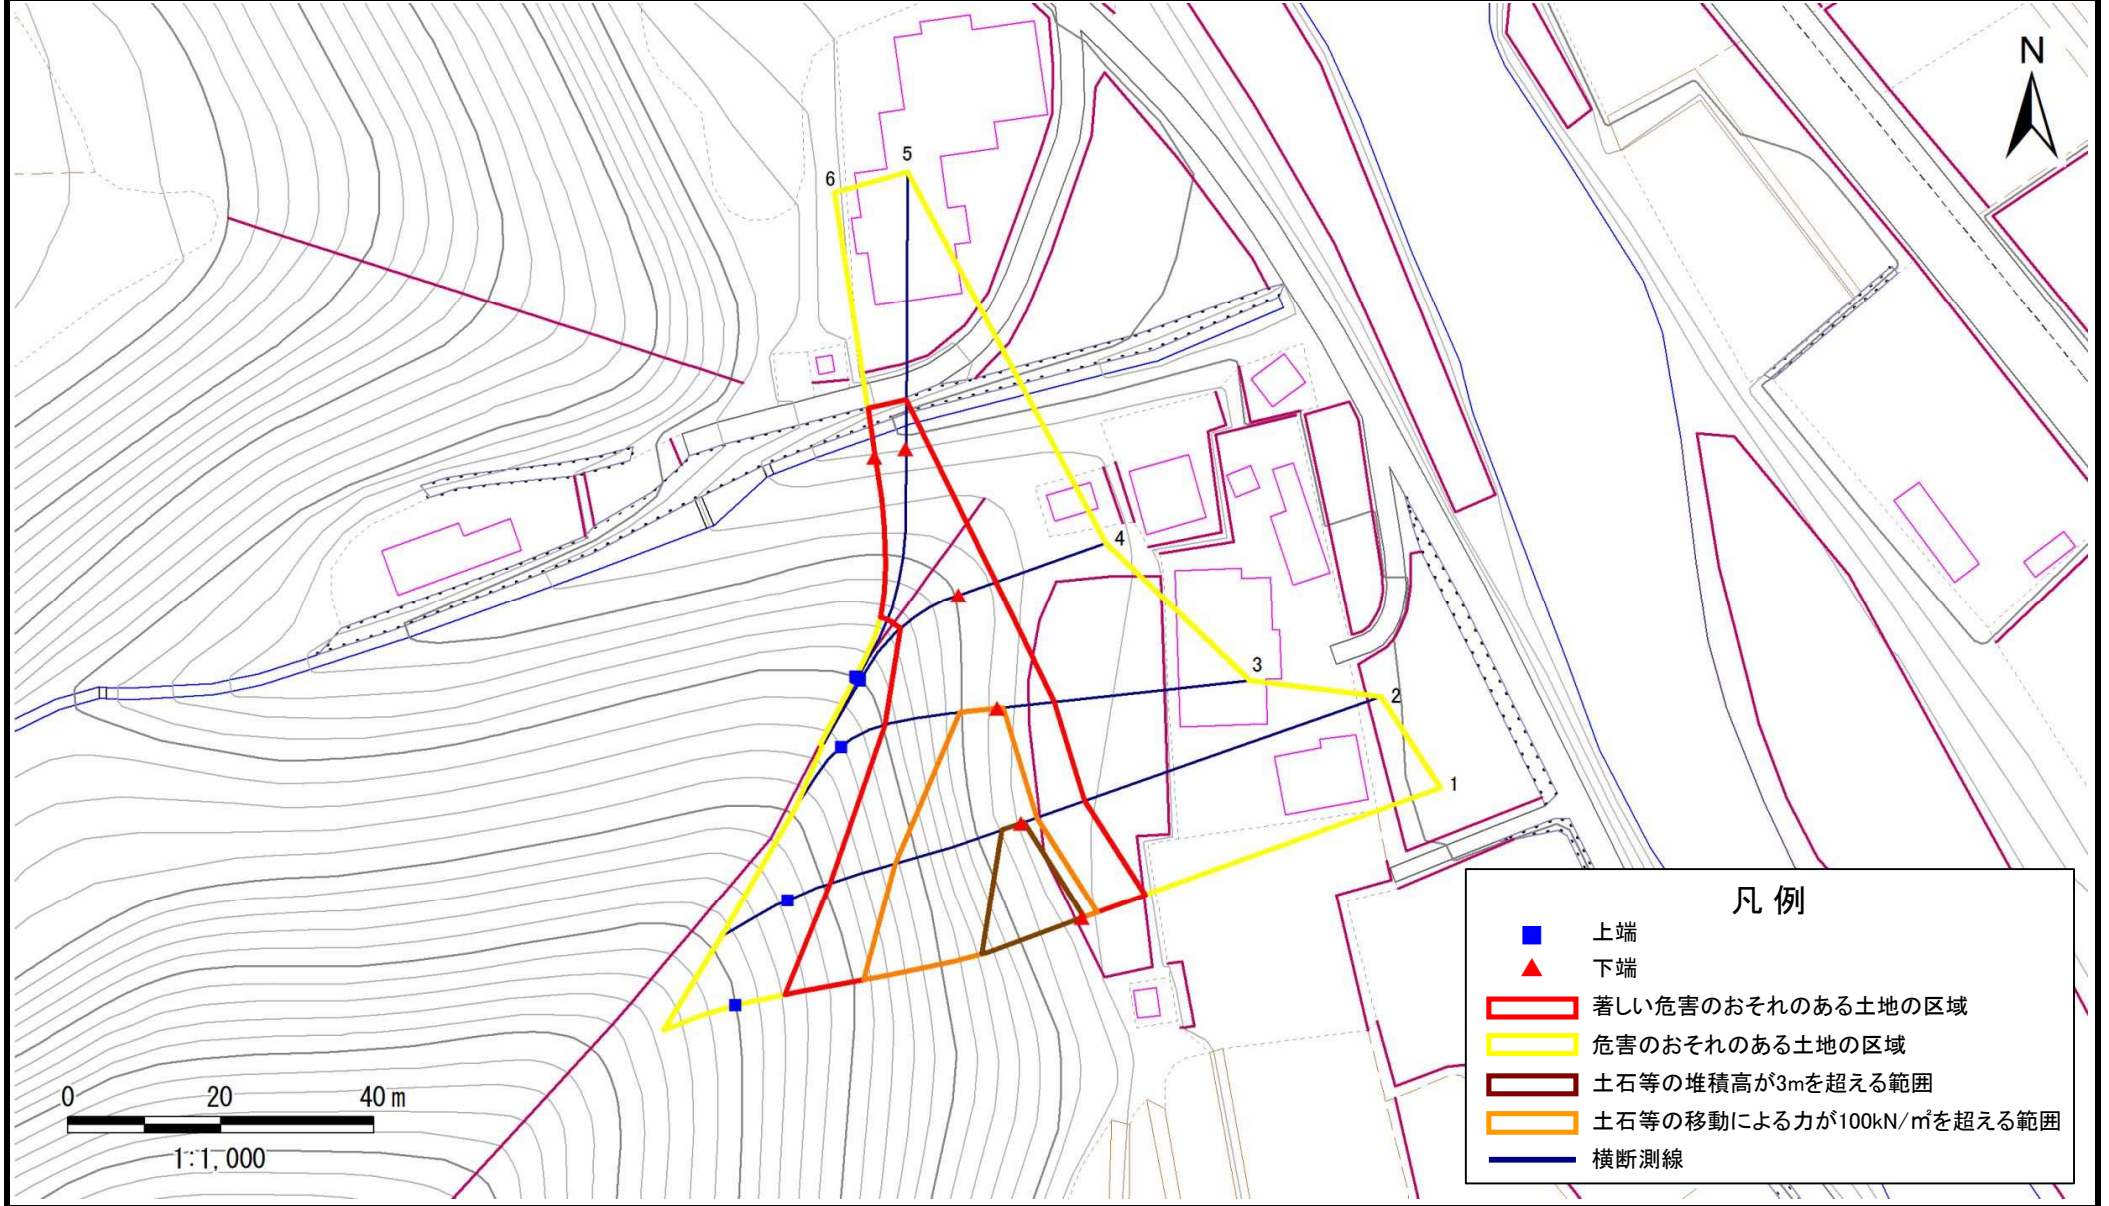 N
5
6
4
3
2
1
0 20 40 m
1:1,000
凡 例
上端
下端
著しい危害のおそれのある土地の区域
危害のおそれのある土地の区域
土石等の堆積高が3mを超える範囲
土石等の移動による力が100kN/㎡を超える範囲
横断測線